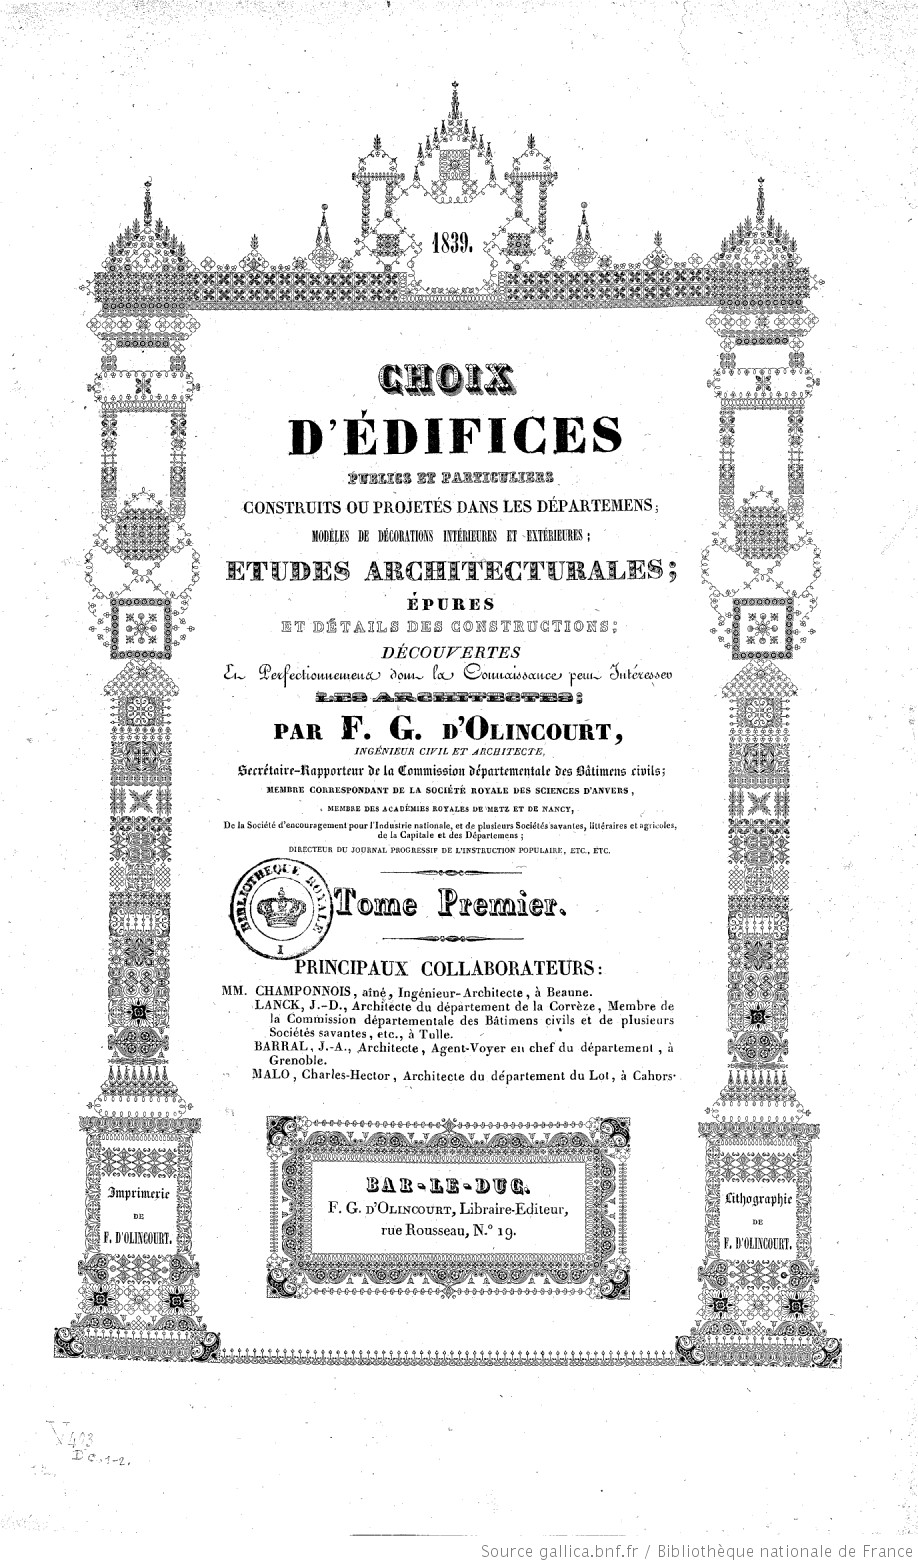 1839.
CHOIX
D'ÉDIFICES
PUBLICS ET PARTICULIERS
CONSTRUITS OU PROJETÉS DANS LES DÉPARTEMENS;
MODÈLES DE DÉCORATIONS INTÉRIEURES ET EXTÉRIEURES;
ETUDES ARCHITECTURALES;
ÉPURES
ET DÉTAILS DES CONSTRUCTIONS;
DÉCOUVERTES
Et Perfectionnemens dont la Connaissance peut Intéresser
LES ARCHITECTES;
PAR F. G. D'OLINCOURT,
INGÉNIEUR CIVIL ET ARCHITECTE,
Secrétaire-Rapporteur de la Commission départementale des Bâtimens civils;
MEMBRE CORRESPONDANT DE LA SOCIÉTÉ ROYALE DES SCIENCES D'ANVERS,
MEMBRE DES ACADÉMIES ROYALES DE METZ ET DE NANCY,
De la Société d'encouragement pour l'Industrie nationale, et de plusieurs Sociétés savantes, littéraires et agricoles,
de la Capitale et des Départemens;
DIRECTEUR DU JOURNAL PROGRESSIF DE L'INSTRUCTION POPULAIRE, ETC., ETC.
BIBLIOTHEQUE ROYALE
I
Tome Premier.
PRINCIPAUX COLLABORATEURS:
MM. CHAMPONNOIS, aîné, Ingénieur-Architecte, à Beaune.
LANCK, J.-D., Architecte du département de la Corrèze, Membre de
la Commission départementale des Bâtimens civils et de plusieurs
Sociétés savantes, etc., à Tulle.
BARRAL, J.-A., Architecte, Agent-Voyer en chef du département, à
Grenoble.
MALO, Charles-Hector, Architecte du département du Lot, à Cahors.
BAR-LE-DUC.
F. G. D'OLINCOURT, Libraire-Editeur,
rue Rousseau, N.° 19.
Imprimerie
DE
F. D'OLINCOURT.
Lithographie
DE
F. D'OLINCOURT.
V 423
D c, 1-2.
Source gallica.bnf.fr / Bibliothèque nationale de France